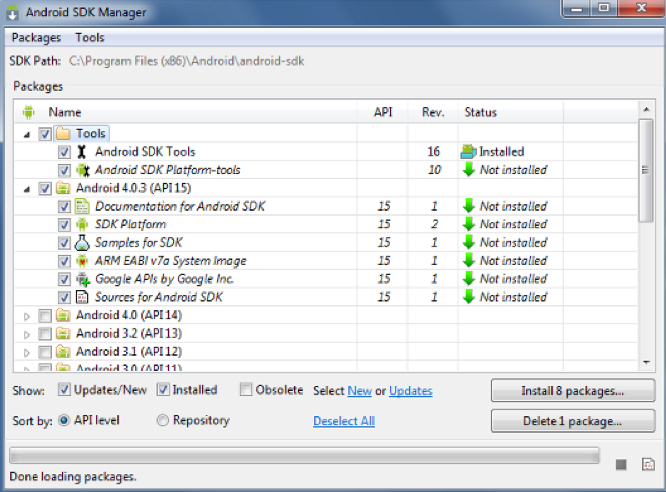 Android SDK Manager
Packages Tools
SDK Path: C:\Program Files (x86)\Android\android-sdk
Packages
Name API Rev. Status
Tools
Android SDK Tools 16 Installed
Android SDK Platform-tools 10 Not installed
Android 4.0.3 (API 15)
Documentation for Android SDK 15 1 Not installed
SDK Platform 15 2 Not installed
Samples for SDK 15 1 Not installed
ARM EABI v7a System Image 15 1 Not installed
Google APIs by Google Inc. 15 1 Not installed
Sources for Android SDK 15 1 Not installed
Android 4.0 (API 14)
Android 3.2 (API 13)
Android 3.1 (API 12)
Android 3.0 (API 11)
Show: Updates/New Installed Obsolete Select New or Updates Install 8 packages...
Sort by: API level Repository Deselect All Delete 1 package...
Done loading packages.